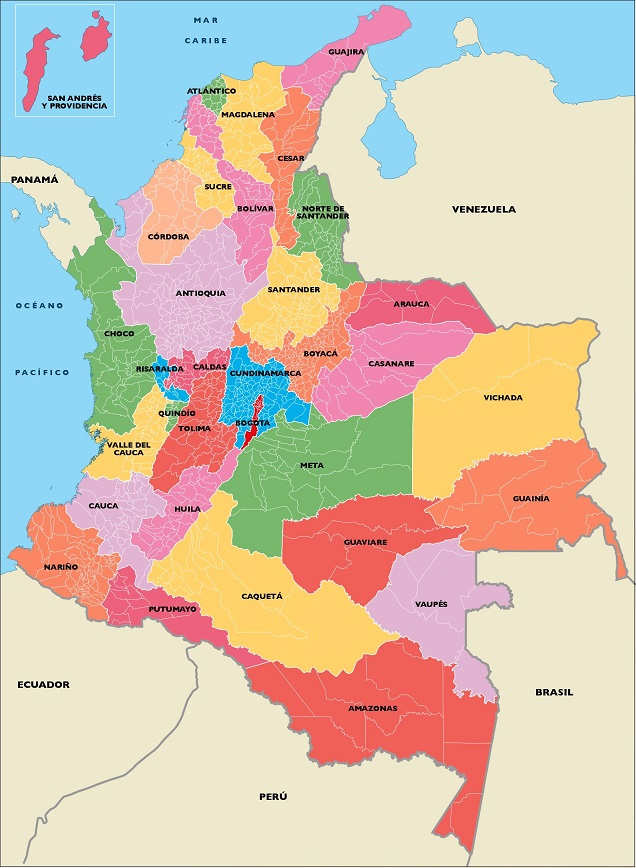 MAR
CARIBE
SAN ANDRÉS
Y PROVIDENCIA
GUAJIRA
ATLÁNTICO
MAGDALENA
CESAR
PANAMÁ
SUCRE
BOLÍVAR
NORTE DE
SANTANDER
VENEZUELA
CÓRDOBA
ANTIOQUIA
SANTANDER
ARAUCA
OCÉANO
CHOCO
BOYACÁ
CASANARE
PACÍFICO
RISARALDA
CALDAS
CUNDINAMARCA
VICHADA
QUINDÍO
BOGOTA
TOLIMA
VALLE DEL
CAUCA
META
GUAINÍA
CAUCA
HUILA
GUAVIARE
NARIÑO
CAQUETÁ
VAUPÉS
PUTUMAYO
ECUADOR
BRASIL
AMAZONAS
PERÚ